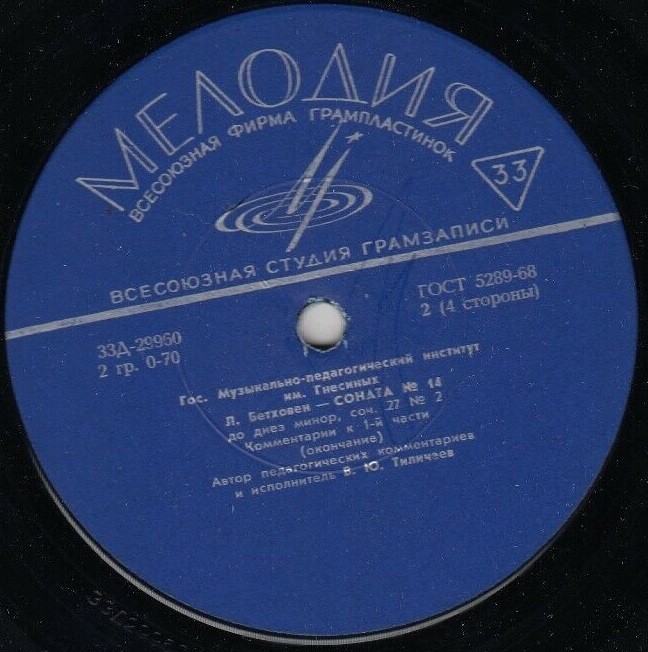 МЕЛОДИЯ
ВСЕСОЮЗНАЯ ФИРМА ГРАМПЛАСТИНОК
33
ВСЕСОЮЗНАЯ СТУДИЯ ГРАМЗАПИСИ
33Д-29960
2 гр. 0-70
ГОСТ 5289-68
2 (4 стороны)
Гос. Музыкально-педагогический институт
им. Гнесиных
Л. Бетховен — СОНАТА № 14
до диез минор, соч. 27 № 2
Комментарии к 1-й части
(окончание)
Автор педагогических комментариев
и исполнитель В. Ю. Тиличеев